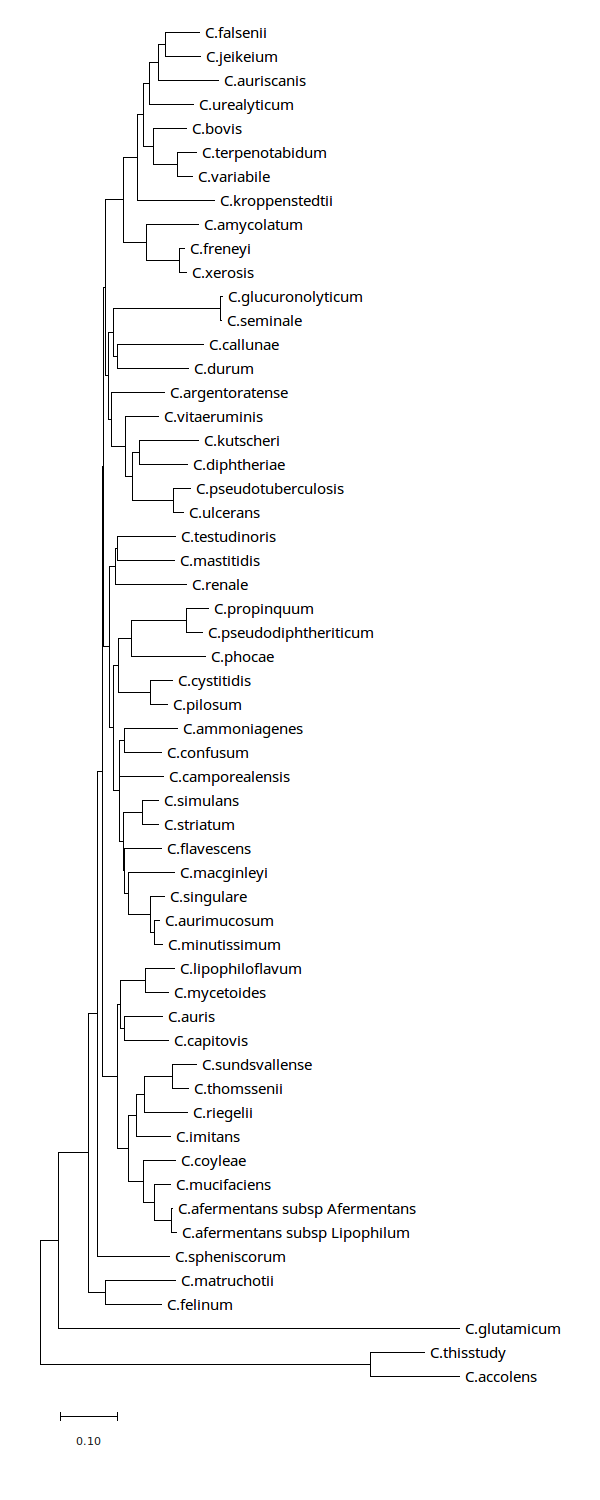 C.falsenii
C.jeikeium
C.auriscanis
C.urealyticum
C.bovis
C.terpenotabidum
C.variabile
C.kroppenstedtii
C.amycolatum
C.freneyi
C.xerosis
C.glucuronolyticum
C.seminale
C.callunae
C.durum
C.argentoratense
C.vitaeruminis
C.kutscheri
C.diphtheriae
C.pseudotuberculosis
C.ulcerans
C.testudinoris
C.mastitidis
C.renale
C.propinquum
C.pseudodiphtheriticum
C.phocae
C.cystitidis
C.pilosum
C.ammoniagenes
C.confusum
C.camporealensis
C.simulans
C.striatum
C.flavescens
C.macginleyi
C.singulare
C.aurimucosum
C.minutissimum
C.lipophiloflavum
C.mycetoides
C.auris
C.capitovis
C.sundsvallense
C.thomssenii
C.riegelii
C.imitans
C.coyleae
C.mucifaciens
C.afermentans subsp Afermentans
C.afermentans subsp Lipophilum
C.spheniscorum
C.matruchotii
C.felinum
C.glutamicum
C.thisstudy
C.accolens
0.10